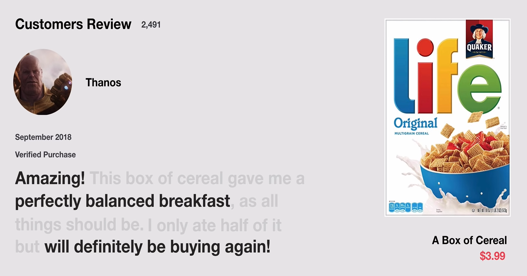 Customers Review 2,491
Thanos
September 2018
Verified Purchase
Amazing! This box of cereal gave me a
perfectly balanced breakfast, as all
things should be. I only ate half of it
but will definitely be buying again!
QUAKER
life
Original
MULTIGRAIN CEREAL
A Box of Cereal
$3.99